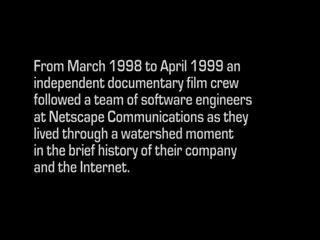 From March 1998 to April 1999 an
independent documentary film crew
followed a team of software engineers
at Netscape Communications as they
lived through a watershed moment
in the brief history of their company
and the Internet.